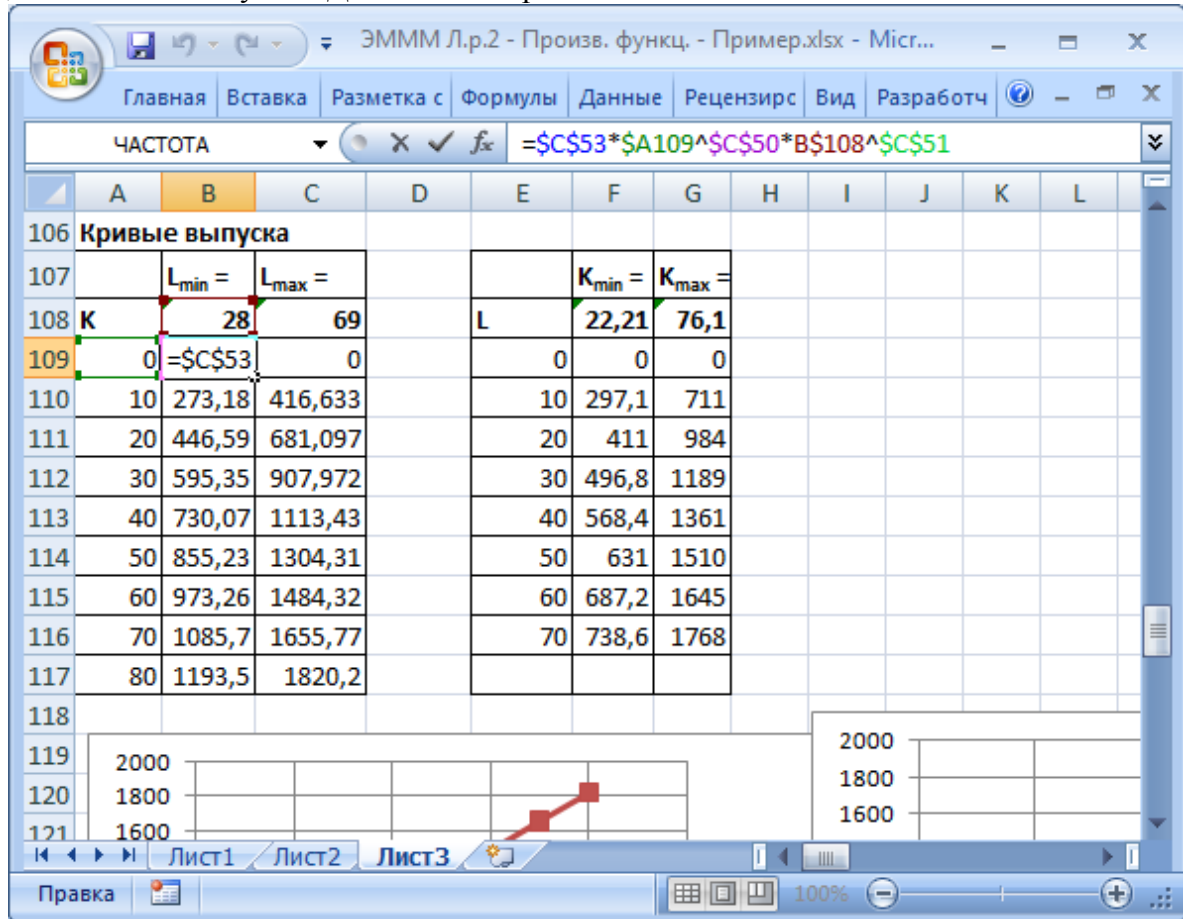 ЭМММ Л.р.2 - Произв. функц. - Пример.xlsx - Micr...
Главная Вставка Разметка с Формулы Данные Рецензирс Вид Разработч
ЧАСТОТА fx =$C$53*$A109^$C$50*B$108^$C$51
A B C D E F G H I J K L
106 Кривые выпуска
107 Lmin = Lmax = Kmin = Kmax =
108 K 28 69 L 22,21 76,1
109 0 =$C$53 0 0 0 0
110 10 273,18 416,633 10 297,1 711
111 20 446,59 681,097 20 411 984
112 30 595,35 907,972 30 496,8 1189
113 40 730,07 1113,43 40 568,4 1361
114 50 855,23 1304,31 50 631 1510
115 60 973,26 1484,32 60 687,2 1645
116 70 1085,7 1655,77 70 738,6 1768
117 80 1193,5 1820,2
118
119 2000 2000
120 1800 1800
121 1600 1600
Лист1 Лист2 Лист3
Правка 100%